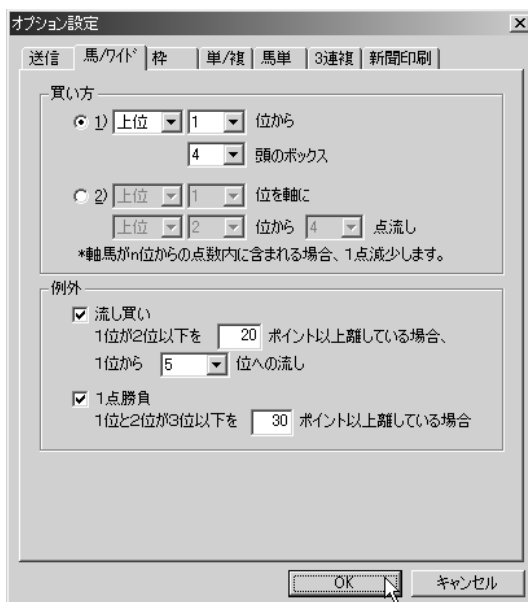 オプション設定
送信 馬/ワイド 枠 単/複 馬単 3連複 新聞印刷
買い方
1) 上位 1 位から
4 頭のボックス
2) 上位 1 位を軸に
上位 2 位から 4 点流し
*軸馬がn位からの点数内に含まれる場合、1点減少します。
例外
流し買い
1位が2位以下を 20 ポイント以上離している場合、
1位から 5 位への流し
1点勝負
1位と2位が3位以下を 30 ポイント以上離している場合
OK キャンセル